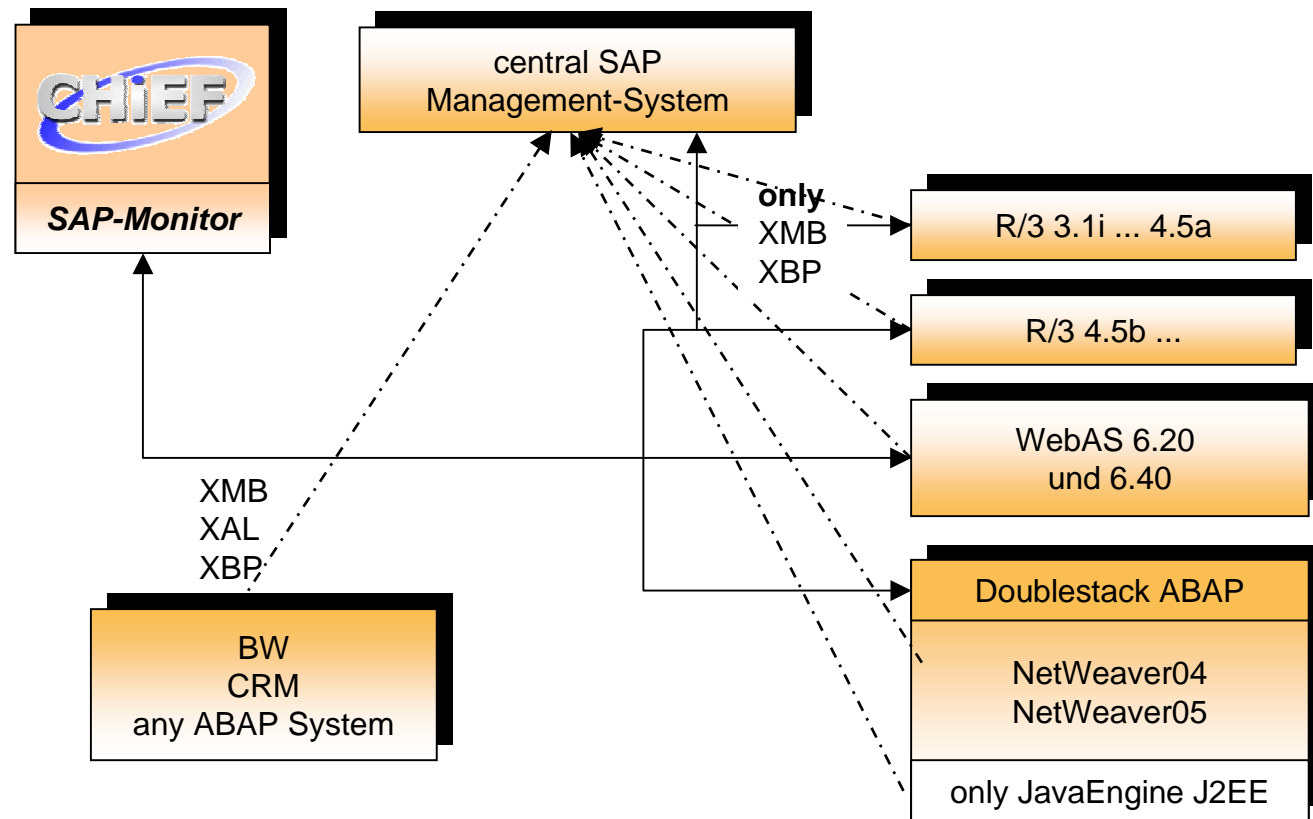 CHiEF
SAP-Monitor
central SAP
Management-System
only
XMB
XBP
R/3 3.1i ... 4.5a
R/3 4.5b ...
WebAS 6.20
und 6.40
XMB
XAL
XBP
BW
CRM
any ABAP System
Doublestack ABAP
NetWeaver04
NetWeaver05
only JavaEngine J2EE